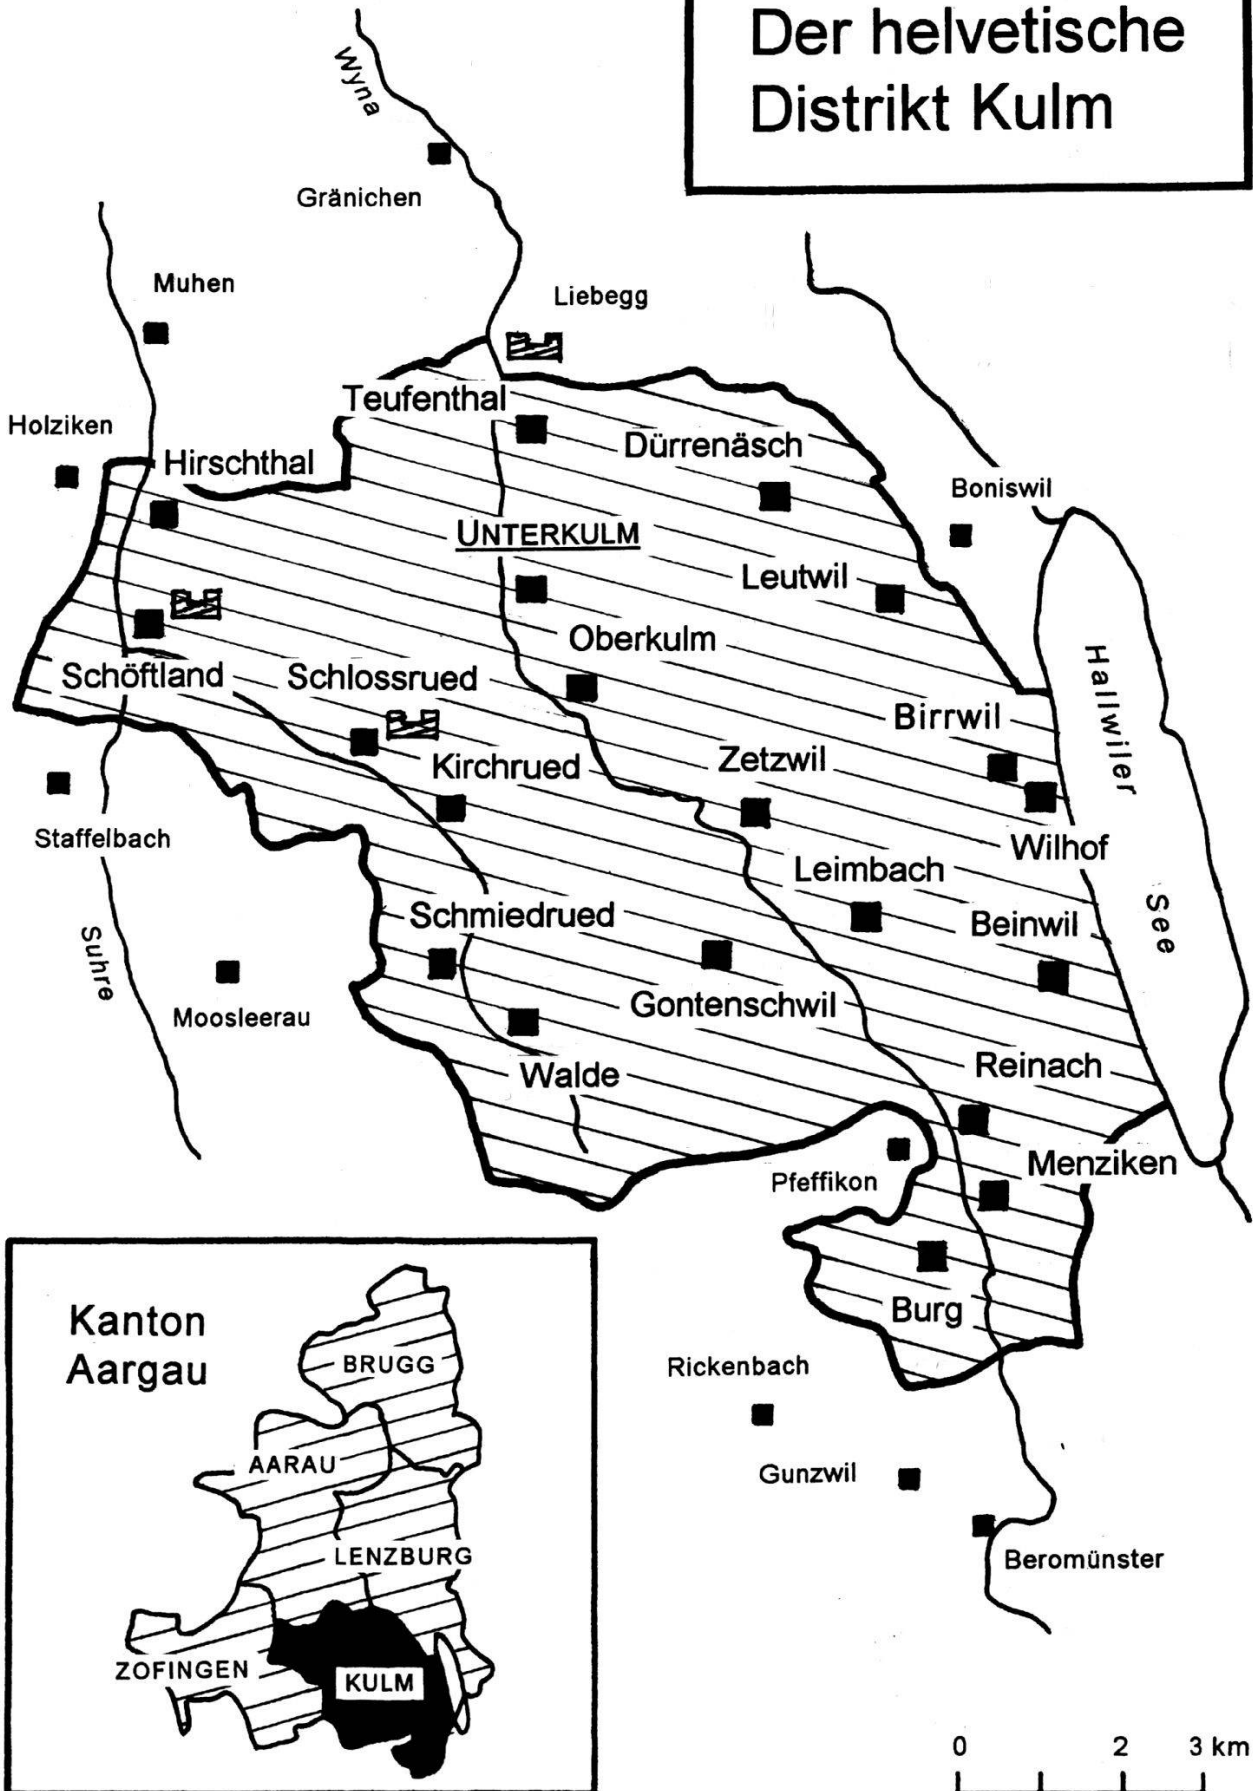 Der helvetische
Distrikt Kulm
Wyna
Gränichen
Muhen
Liebegg
Teufenthal
Holziken
Hirschthal
Dürrenäsch
Boniswil
UNTERKULM
Leutwil
Oberkulm
Schöftland
Schlossrued
Hallwiler
See
Birrwil
Kirchrued
Zetzwil
Staffelbach
Wilhof
Leimbach
Schmiedrued
Beinwil
Suhre
Gontenschwil
Moosleerau
Walde
Reinach
Pfeffikon
Menziken
Burg
Rickenbach
Gunzwil
Beromünster
Kanton
Aargau
BRUGG
AARAU
LENZBURG
ZOFINGEN
KULM
0 2 3 km